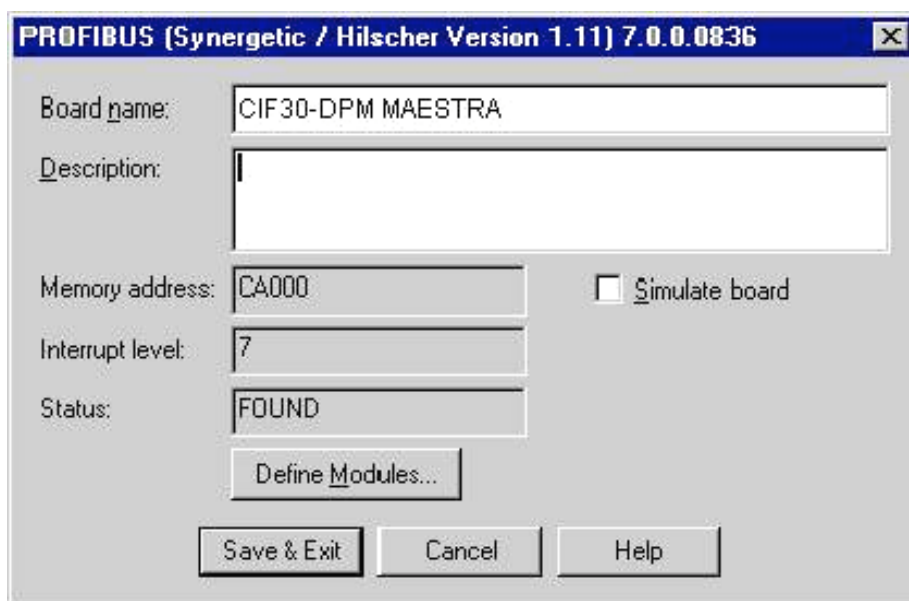 PROFIBUS (Synergetic / Hilscher Version 1.11) 7.0.0.0836
Board name: CIF30-DPM MAESTRA
Description:
Memory address: CA000 Simulate board
Interrupt level: 7
Status: FOUND
Define Modules...
Save & Exit Cancel Help